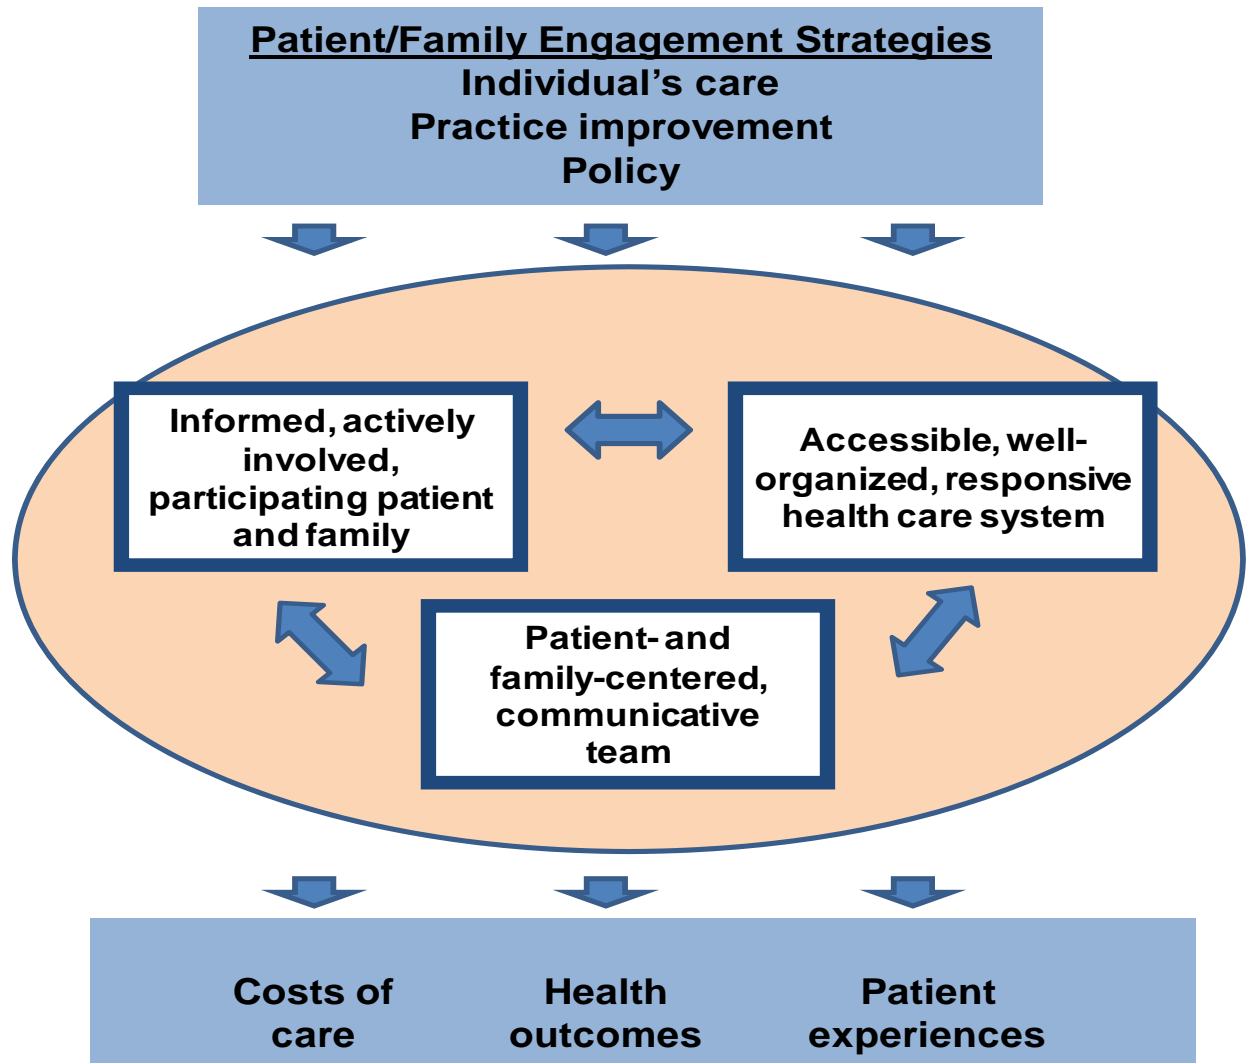 Patient/Family Engagement Strategies
Individual’s care
Practice improvement
Policy
Informed, actively
involved,
participating patient
and family
Accessible, well-
organized, responsive
health care system
Patient- and
family-centered,
communicative
team
Costs of
care
Health
outcomes
Patient
experiences